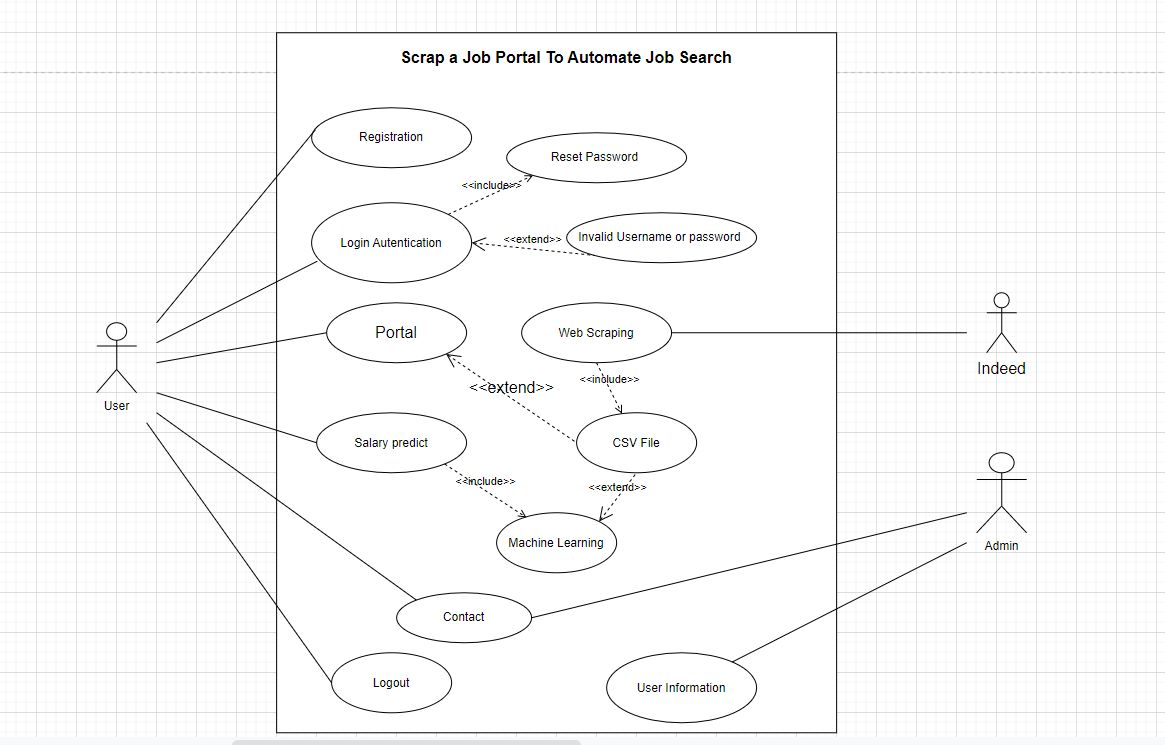 Scrap a Job Portal To Automate Job Search
Registration
Reset Password
<<include>>
Login Autentication
<<extend>>
Invalid Username or password
Portal
Web Scraping
Indeed
<<include>>
<<extend>>
User
Salary predict
CSV File
<<include>>
<<extend>>
Machine Learning
Admin
Contact
Logout
User Information